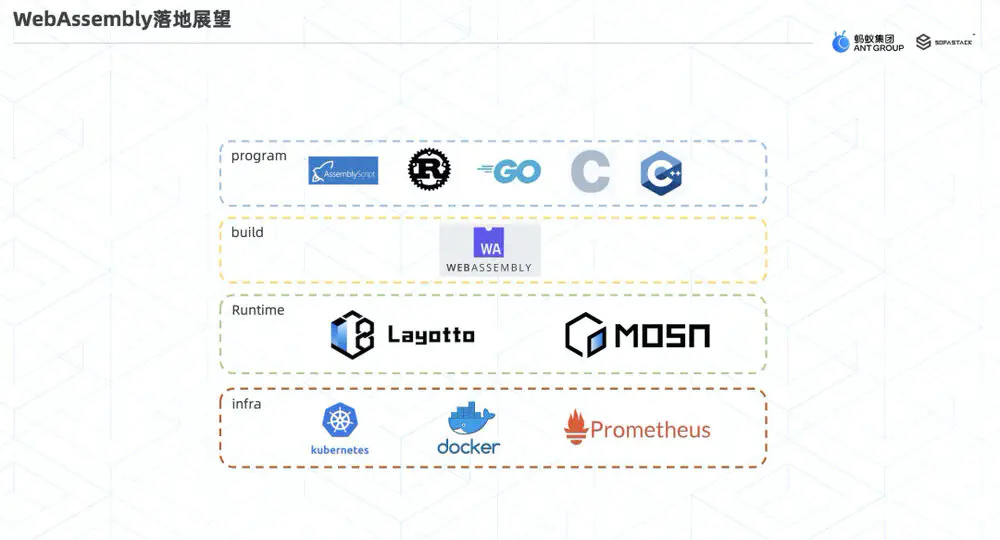 WebAssembly落地展望
蚂蚁集团
ANT GROUP
SOFASTACK
program
AssemblyScript
R
GO
C
C++
build
WA
WEBASSEMBLY
Runtime
Layotto
MOSN
infra
kubernetes
docker
Prometheus